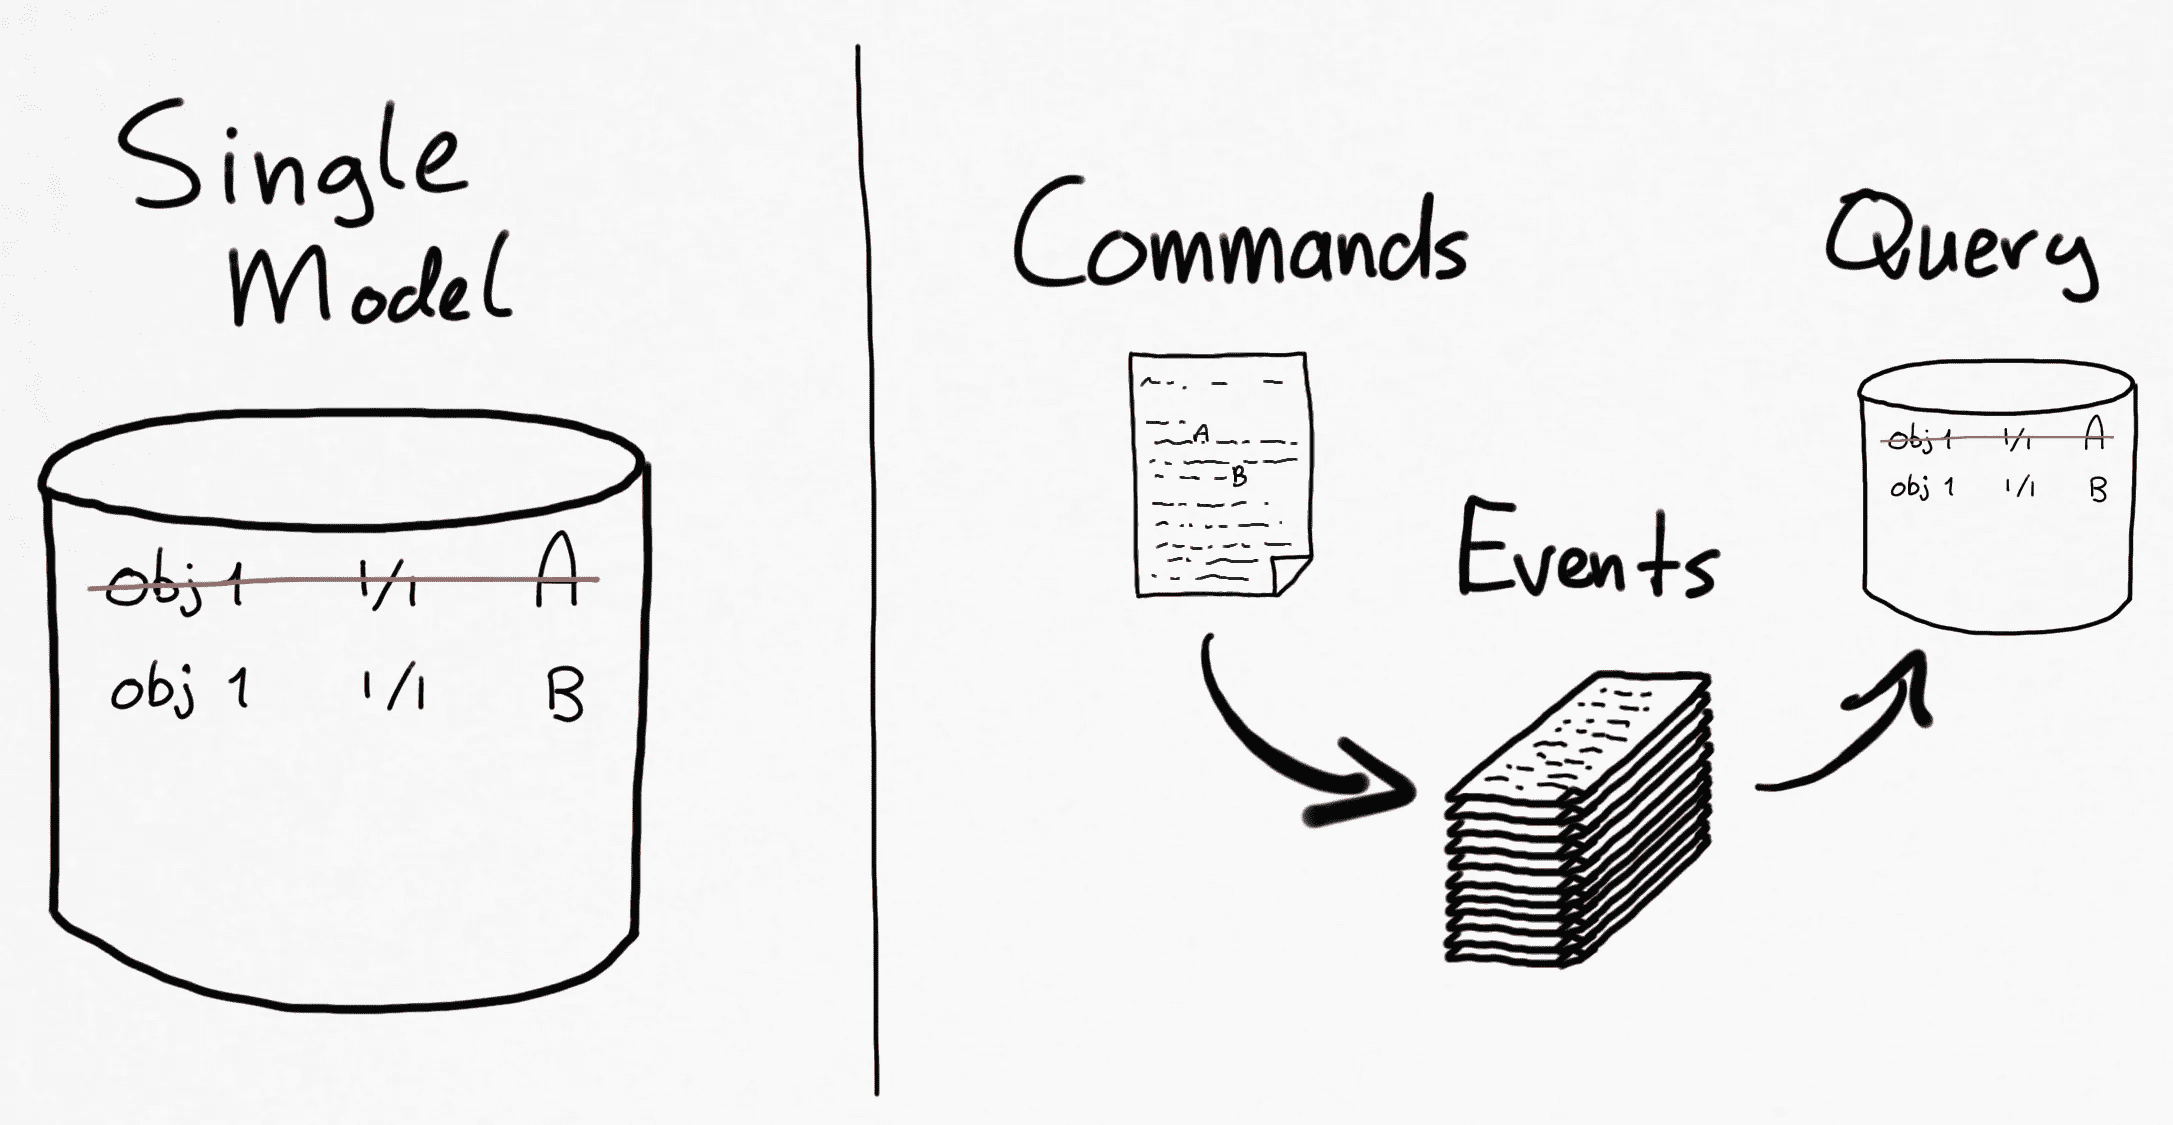 Single
Model
Obj 1 1/1 A
obj 1 1/1 B
Commands
A
B
Events
Query
Obj 1 1/1 A
obj 1 1/1 B